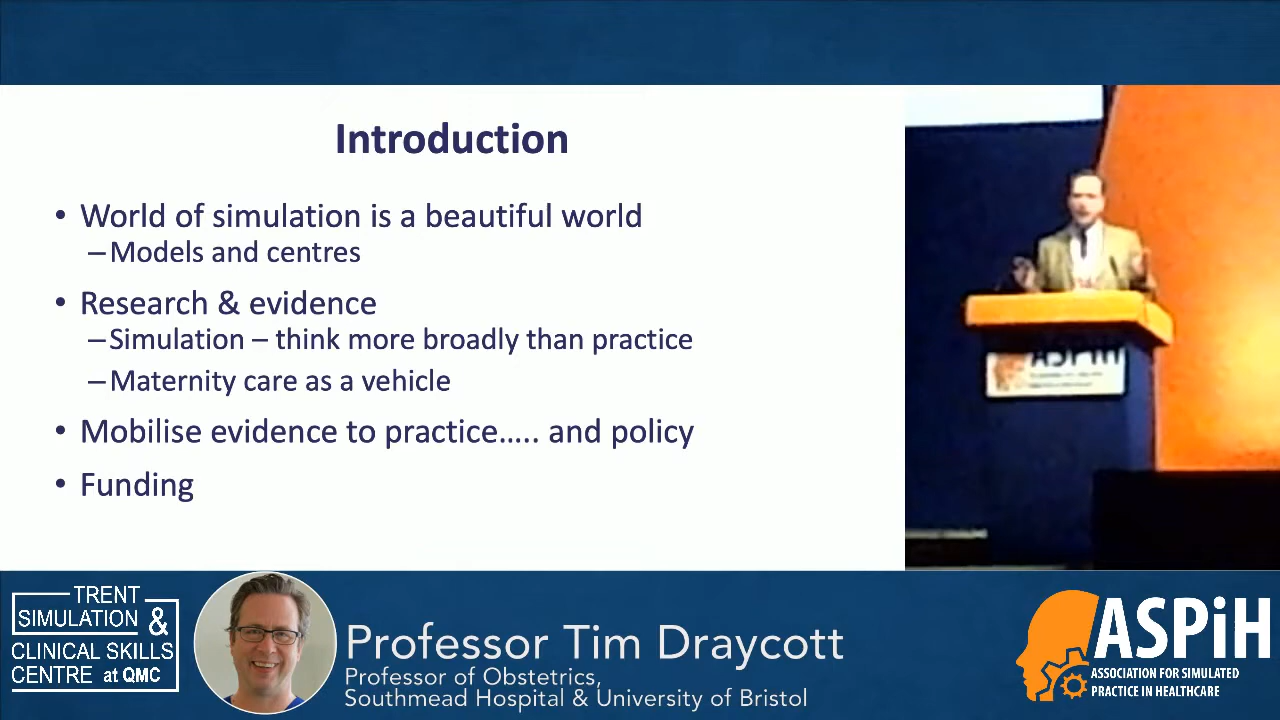 Introduction
• World of simulation is a beautiful world
–Models and centres
• Research & evidence
–Simulation – think more broadly than practice
–Maternity care as a vehicle
• Mobilise evidence to practice….. and policy
• Funding
ASPiH
TRENT
SIMULATION &
CLINICAL SKILLS
CENTRE at QMC
Professor Tim Draycott
Professor of Obstetrics,
Southmead Hospital & University of Bristol
ASPiH
ASSOCIATION FOR SIMULATED
PRACTICE IN HEALTHCARE